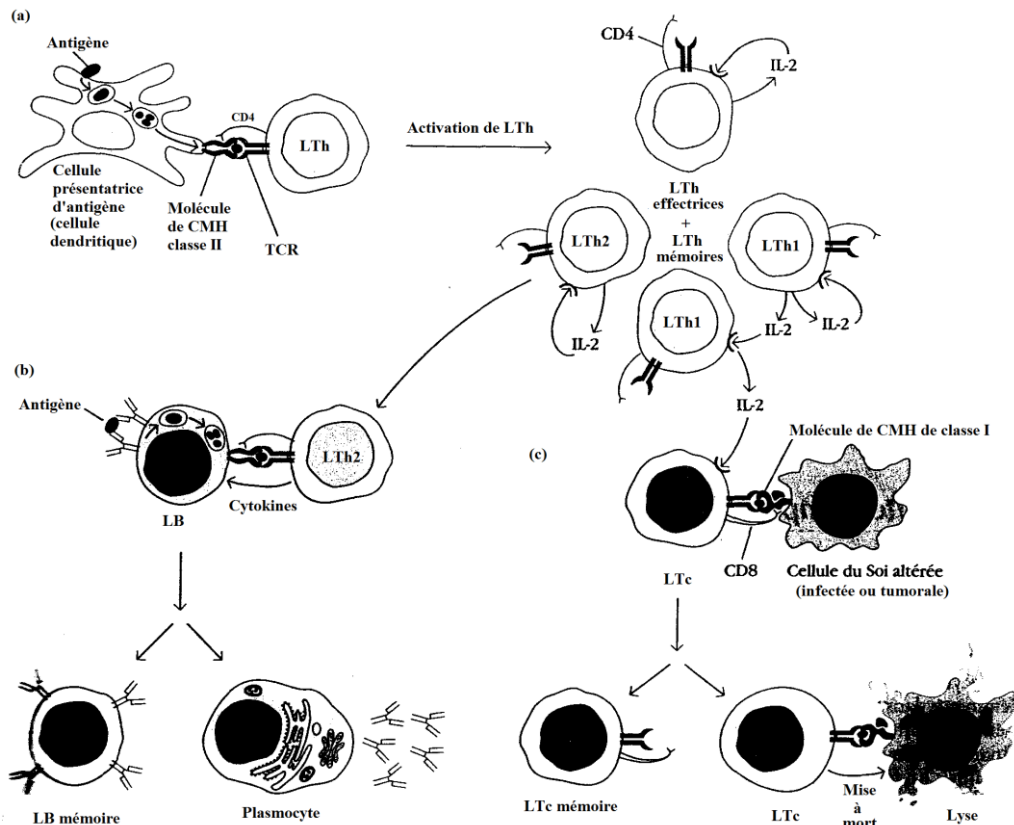 (a)
Antigène
CD4
LTh
Cellule
présentatrice
d'antigène
(cellule
dendritique)
Molécule
de CMH
classe II
TCR
Activation de LTh
CD4
IL-2
LTh
effectrices
+
LTh
mémoires
LTh2
LTh1
LTh1
IL-2
IL-2
IL-2
IL-2
(b)
Antigène
LB
Cytokines
LTh2
LB mémoire
Plasmocyte
(c)
Molécule de CMH de classe I
LTc
CD8
Cellule du Soi altérée
(infectée ou tumorale)
LTc mémoire
LTc
Mise
à
mort
Lyse